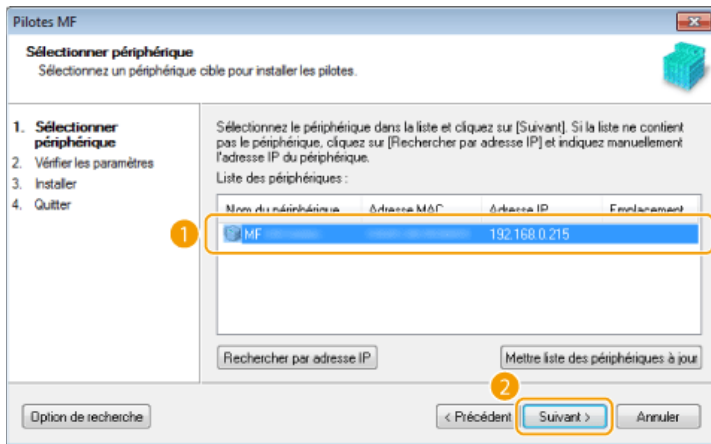 Pilotes MF
Sélectionner périphérique
Sélectionnez un périphérique cible pour installer les pilotes.
1. Sélectionner
périphérique
2. Vérifier les paramètres
3. Installer
4. Quitter
Sélectionnez le périphérique dans la liste et cliquez sur [Suivant]. Si la liste ne contient
pas le périphérique, cliquez sur [Rechercher par adresse IP] et indiquez manuellement
l'adresse IP du périphérique.
Liste des périphériques :
Nom du périphérique Adresse MAC Adresse IP Emplacement
1 MF 192.168.0.215
Rechercher par adresse IP Mettre liste des périphériques à jour
2
Option de recherche < Précédent Suivant > Annuler